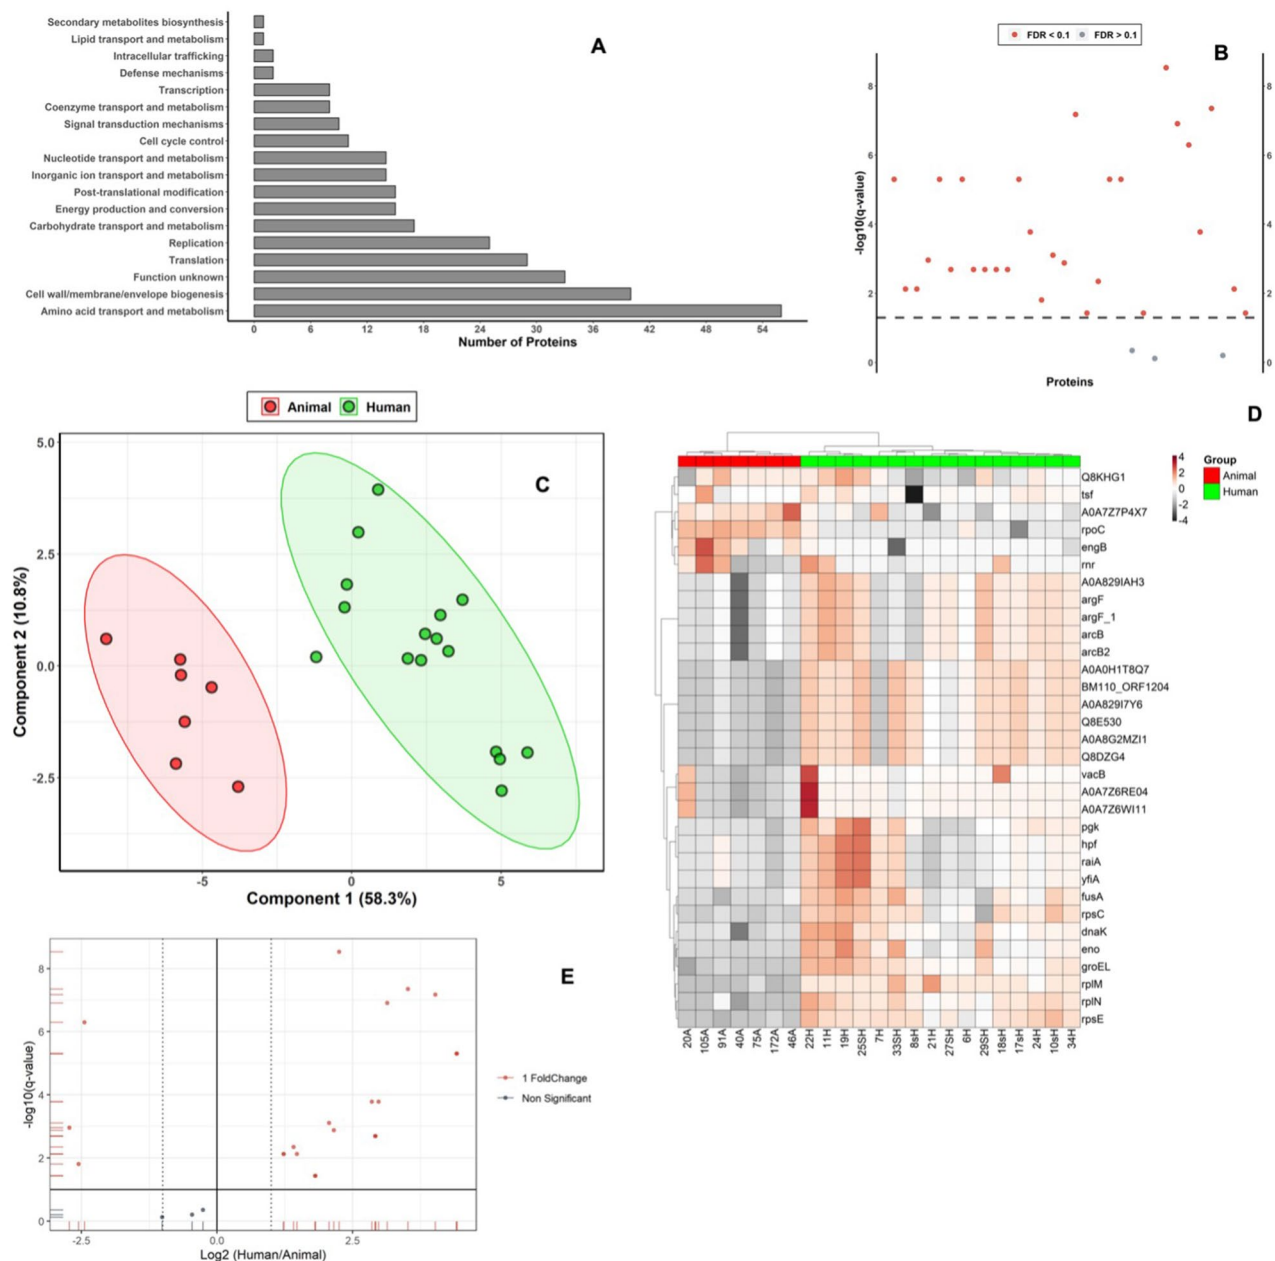 A
Secondary metabolites biosynthesis
Lipid transport and metabolism
Intracellular trafficking
Defense mechanisms
Transcription
Coenzyme transport and metabolism
Signal transduction mechanisms
Cell cycle control
Nucleotide transport and metabolism
Inorganic ion transport and metabolism
Post-translational modification
Energy production and conversion
Carbohydrate transport and metabolism
Replication
Translation
Function unknown
Cell wall/membrane/envelope biogenesis
Amino acid transport and metabolism
0 6 12 18 24 30 36 42 48 54
Number of Proteins
B
FDR < 0.1 FDR > 0.1
8 8
6 6
4 4
2 2
0 0
-log10(q-value)
Proteins
C
Animal Human
5.0
2.5
0.0
-2.5
Component 2 (10.8%)
-5 0 5
Component 1 (58.3%)
D
4
2
0
-2
-4
Group
Animal
Human
Q8KHG1
tsf
A0A7Z7P4X7
rpoC
engB
rnr
A0A829IAH3
argF
argF_1
arcB
arcB2
A0A0H1T8Q7
BM110_ORF1204
A0A829I7Y6
Q8E530
A0A8G2MZI1
Q8DZG4
vacB
A0A7Z6RE04
A0A7Z6WI11
pgk
hpf
raiA
yfiA
fusA
rpsC
dnaK
eno
groEL
rplM
rplN
rpsE
20A 105A 91A 40A 75A 172A 46A 22H 11H 19H 25SH 7H 33SH 8sH 21H 27SH 6H 29SH 18sH 17sH 24H 10sH 34H
E
8
6
4
2
0
-log10(q-value)
-2.5 0.0 2.5
Log2 (Human/Animal)
1 FoldChange
Non Significant